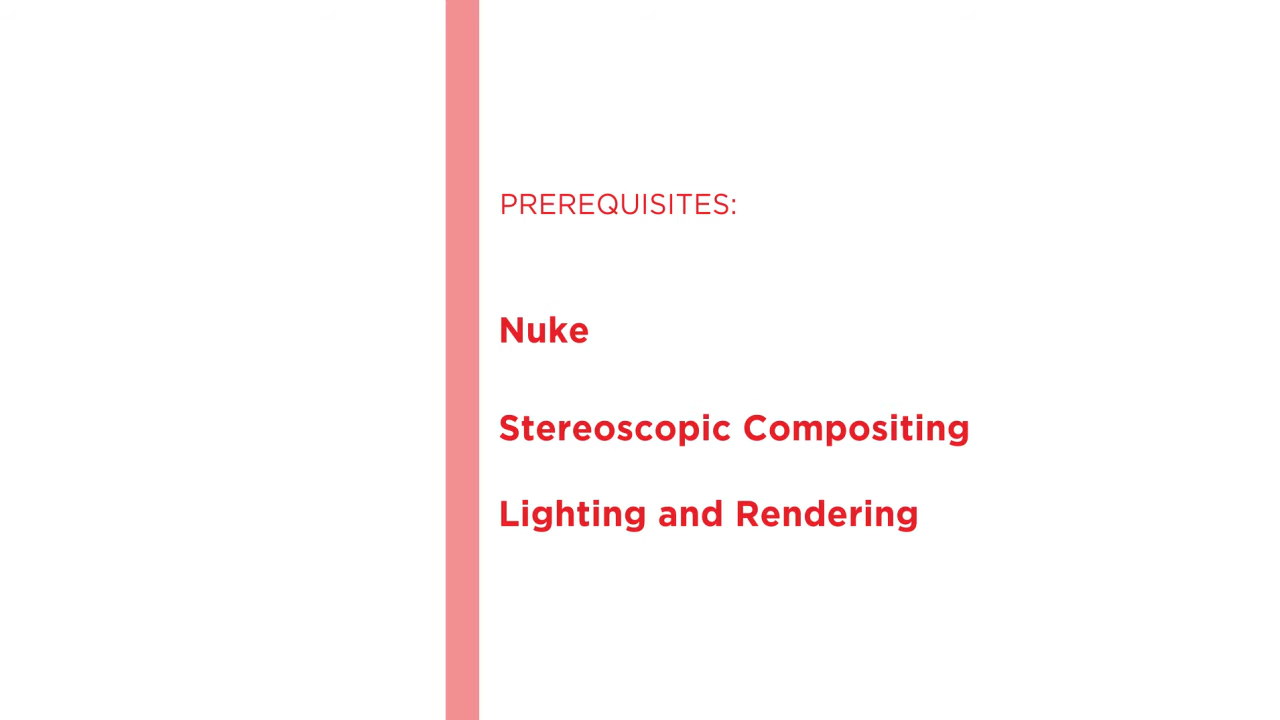 PREREQUISITES:
Nuke
Stereoscopic Compositing
Lighting and Rendering